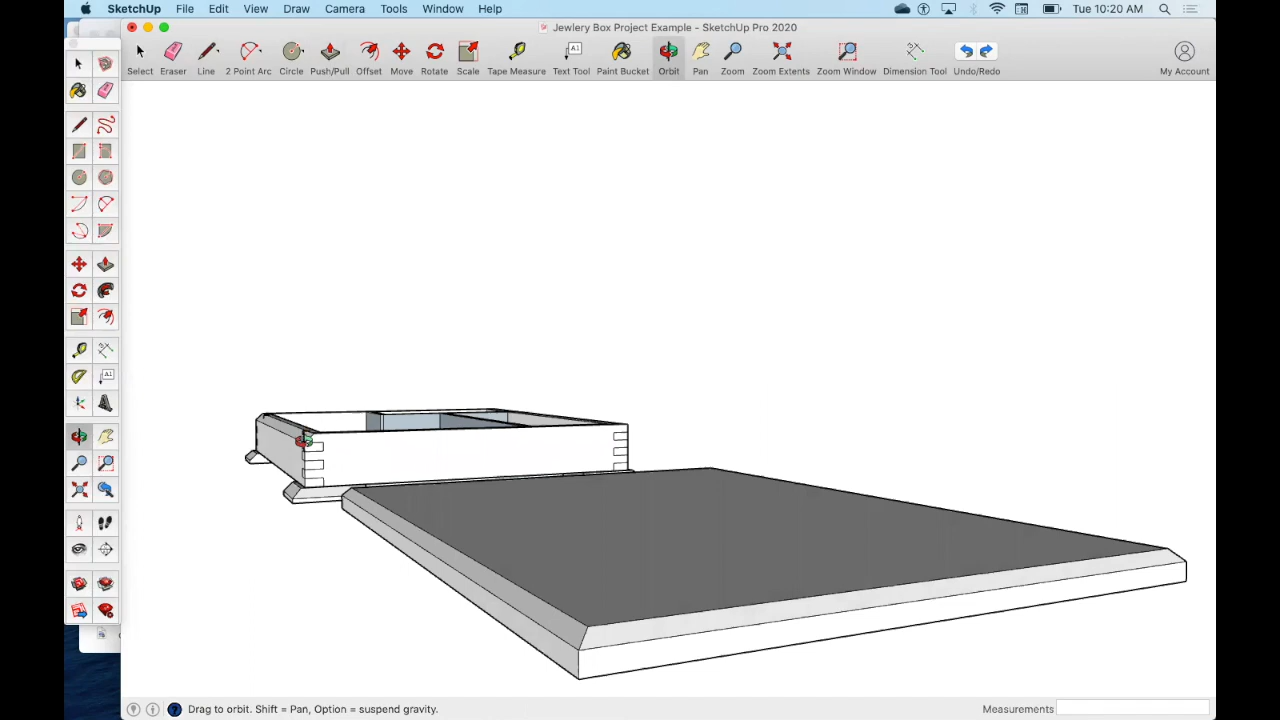 SketchUp File Edit View Draw Camera Tools Window Help Tue 10:20 AM
Jewlery Box Project Example - SketchUp Pro 2020
A1
Select Eraser Line 2 Point Arc Circle Push/Pull Offset Move Rotate Scale Tape Measure Text Tool Paint Bucket Orbit Pan Zoom Zoom Extents Zoom Window Dimension Tool Undo/Redo My Account
A1
Drag to orbit. Shift = Pan, Option = suspend gravity. Measurements